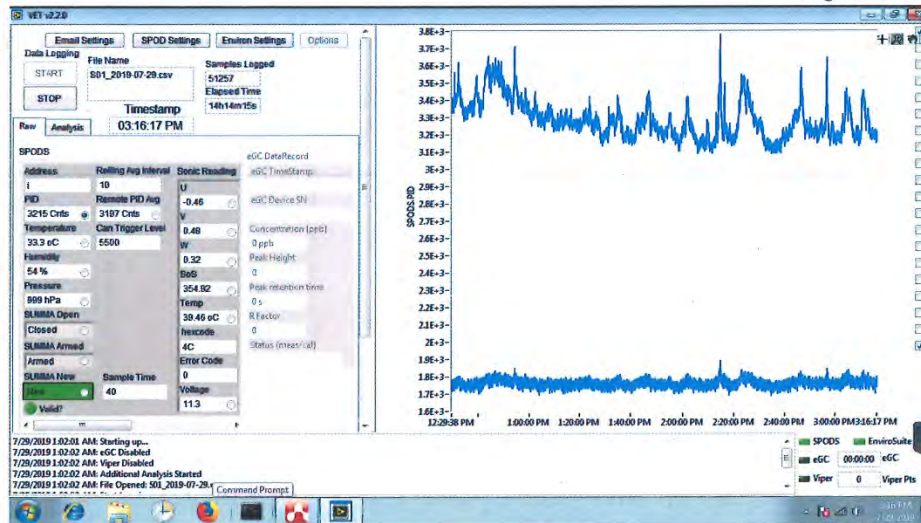 VET v2.2.0
Email Settings SPOD Settings Environ Settings Options
Data Logging
START
STOP
File Name
S01_2019-07-29.csv
Samples Logged
51257
Elapsed Time
14h14m15s
Timestamp
03:16:17 PM
Raw Analysis
SPODS
Address
i
Rolling Avg Interval
10
PID
3215 Cnts
Remote PID Avg
3197 Cnts
Temperature
33.3 oC
Can Trigger Level
5500
Humidity
54 %
Pressure
999 hPa
SUMMA Open
Closed
SUMMA Armed
Armed
SUMMA New
New
Sample Time
40
Valid?
Sonic Reading
U
-0.46
V
0.48
W
0.32
SoS
354.92
Temp
39.46 oC
hexcode
4C
Error Code
0
Voltage
11.3
eGC DataRecord
eGC TimeStamp
eGC Device SN
Concentration (ppb)
0 ppb
Peak Height
0
Peak retention time
0 s
R Factor
0
Status (meas/cal)
SPODS.PID
3.8E+3
3.7E+3
3.6E+3
3.5E+3
3.4E+3
3.3E+3
3.2E+3
3.1E+3
3E+3
2.9E+3
2.8E+3
2.7E+3
2.6E+3
2.5E+3
2.4E+3
2.3E+3
2.2E+3
2.1E+3
2E+3
1.9E+3
1.8E+3
1.7E+3
1.6E+3
12:29:38 PM 1:00:00 PM 1:20:00 PM 1:40:00 PM 2:00:00 PM 2:20:00 PM 2:40:00 PM 3:00:00 PM 3:16:17 PM
7/29/2019 1:02:01 AM: Starting up...
7/29/2019 1:02:02 AM: eGC Disabled
7/29/2019 1:02:02 AM: Viper Disabled
7/29/2019 1:02:02 AM: Additional Analysis Started
7/29/2019 1:02:02 AM: File Opened: S01_2019-07-29.
Command Prompt
SPODS EnviroSuite
eGC 00:00:00 eGC
Viper 0 Viper Pts